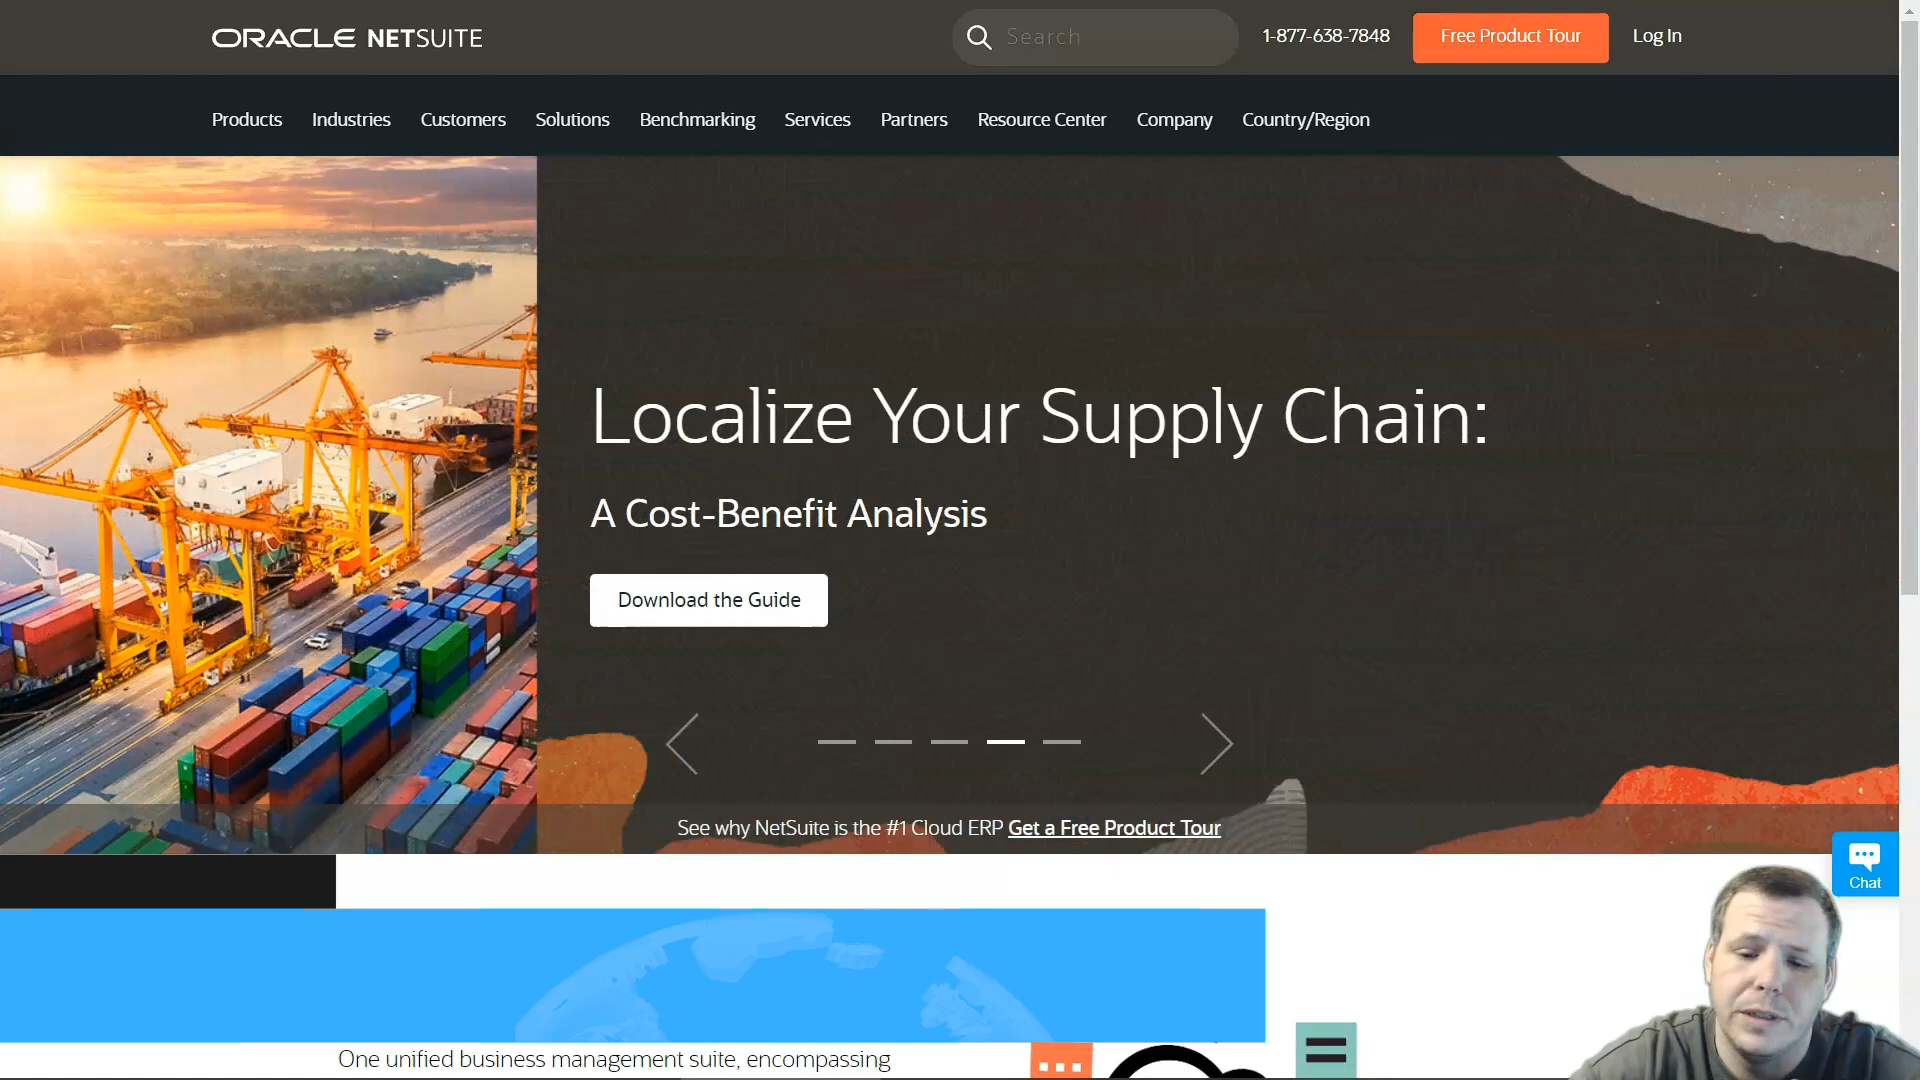 ORACLE NETSUITE
Search
1-877-638-7848
Free Product Tour
Log In
Products
Industries
Customers
Solutions
Benchmarking
Services
Partners
Resource Center
Company
Country/Region
Localize Your Supply Chain:
A Cost-Benefit Analysis
Download the Guide
See why NetSuite is the #1 Cloud ERP Get a Free Product Tour
Chat
One unified business management suite, encompassing